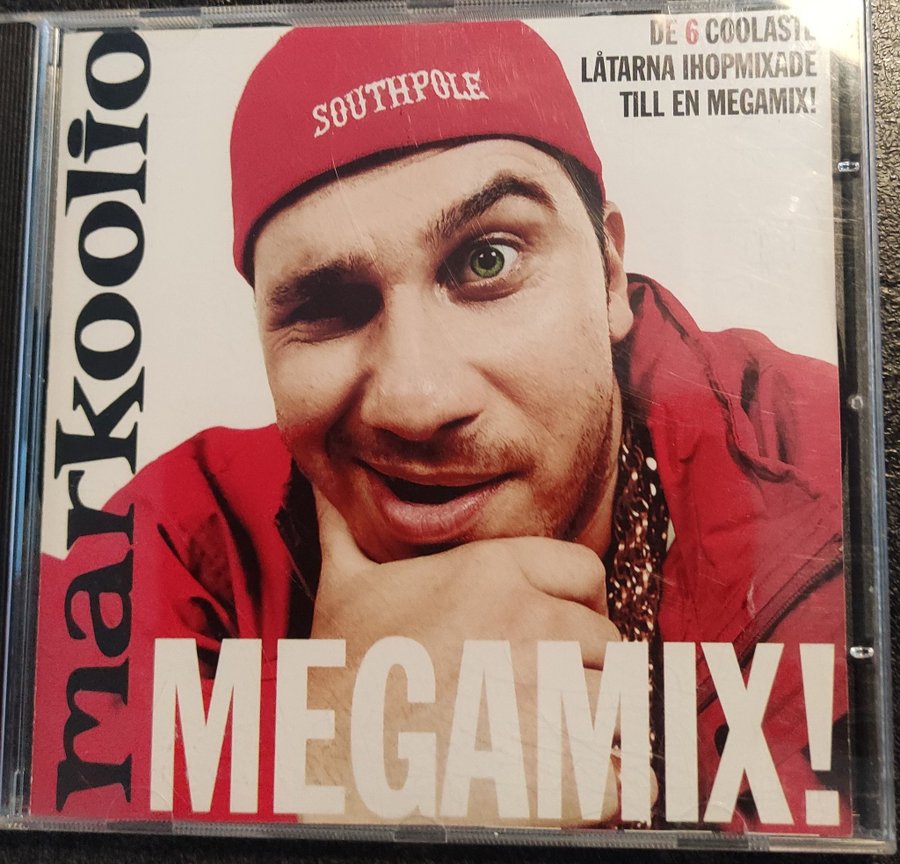 markoolio
DE 6 COOLASTE
LÅTARNA IHOPMIXADE
TILL EN MEGAMIX!
SOUTHPOLE
MEGAMIX!